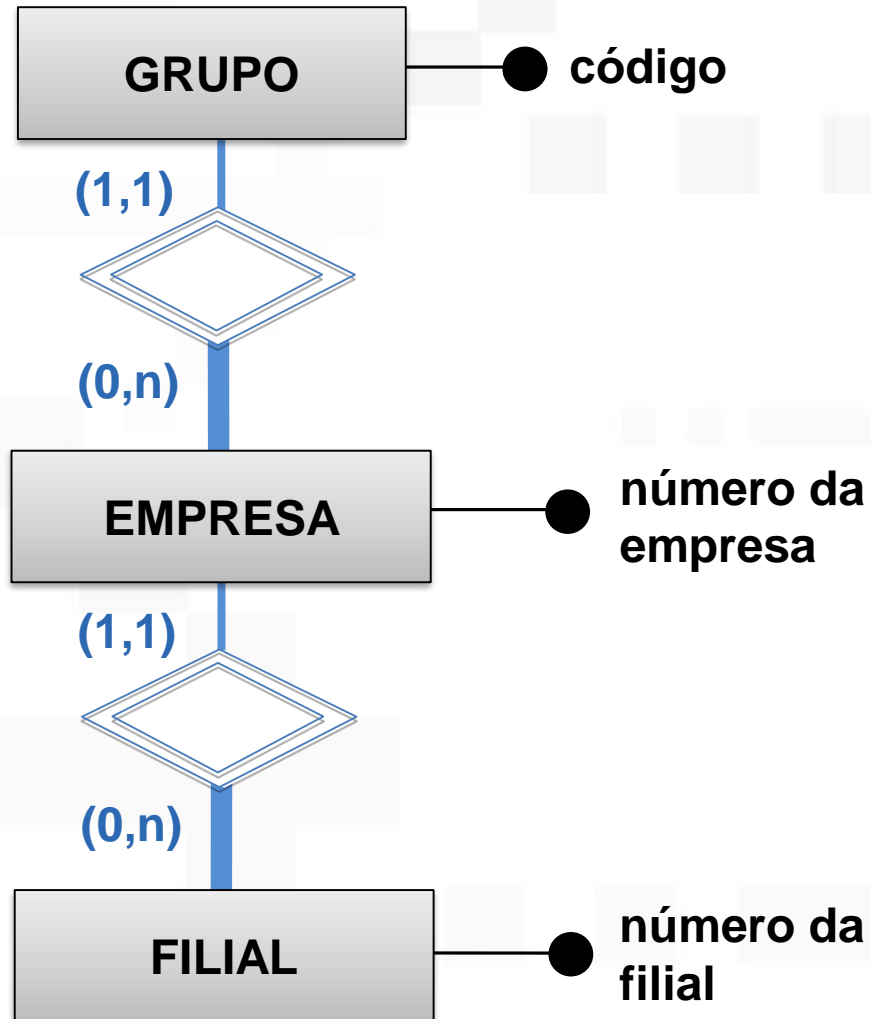 GRUPO
código
(1,1)
(0,n)
EMPRESA
número da
empresa
(1,1)
(0,n)
FILIAL
número da
filial